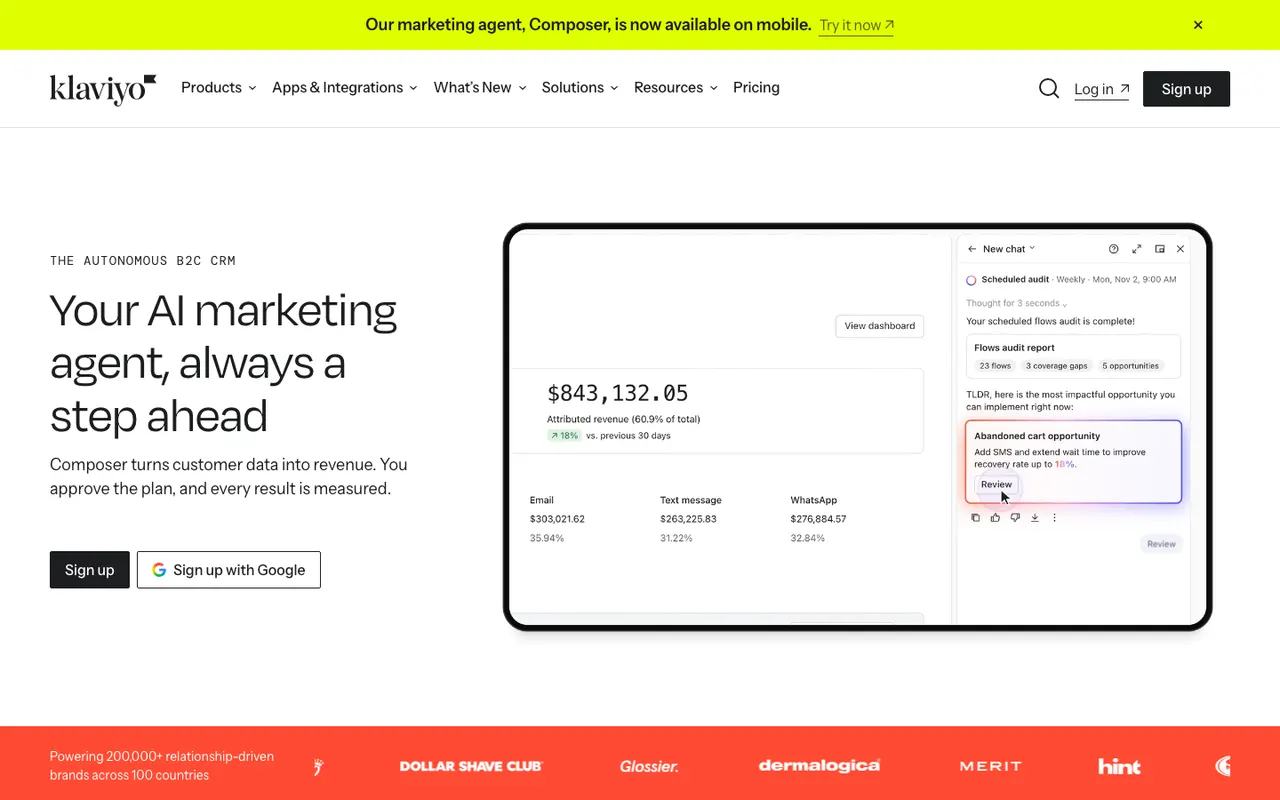 Our marketing agent, Composer, is now available on mobile. Try it now
klaviyo
Products
Apps & Integrations
What's New
Solutions
Resources
Pricing
Log in
Sign up
THE AUTONOMOUS B2C CRM
Your AI marketing
agent, always a
step ahead
Composer turns customer data into revenue. You
approve the plan, and every result is measured.
Sign up
Sign up with Google
View dashboard
$843,132.05
Attributed revenue (60.9% of total)
18% vs. previous 30 days
Email
Text message
WhatsApp
$303,021.62
$263,225.83
$276,884.57
35.94%
31.22%
32.84%
New chat
Scheduled audit · Weekly · Mon, Nov 2, 9:00 AM
Thought for 3 seconds
Your scheduled flows audit is complete!
Flows audit report
23 flows
3 coverage gaps
5 opportunities
TLDR, here is the most impactful opportunity you
can implement right now:
Abandoned cart opportunity
Add SMS and extend wait time to improve
recovery rate up to 18%.
Review
Review
Powering 200,000+ relationship-driven
brands across 100 countries
DOLLAR SHAVE CLUB
Glossier.
dermalogica
MERIT
hint